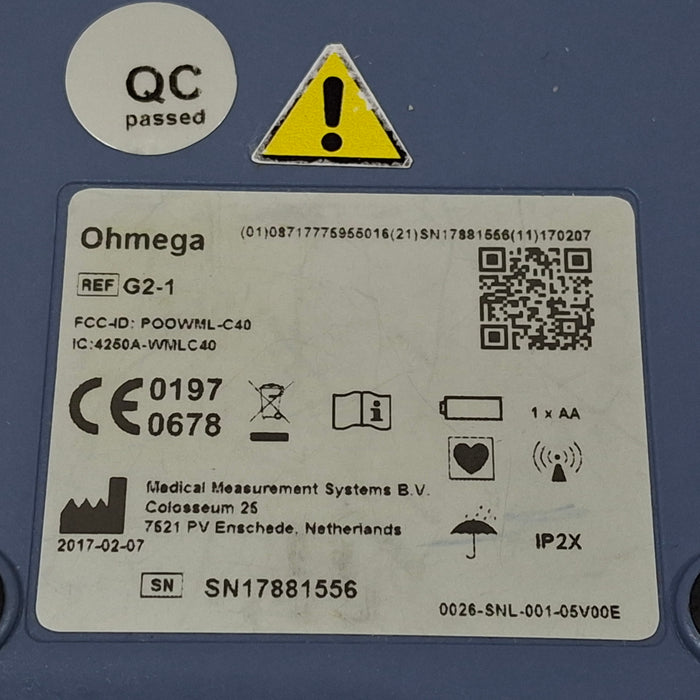 QC
passed
Ohmega
(01)08717775955016(21)SN17881556(11)170207
REF G2-1
FCC-ID: POOWML-C40
IC:4250A-WMLC40
CE 0197
0678
i
1 x AA
Medical Measurement Systems B.V.
Colosseum 25
7521 PV Enschede, Netherlands
2017-02-07
IP2X
SN SN17881556
0026-SNL-001-05V00E